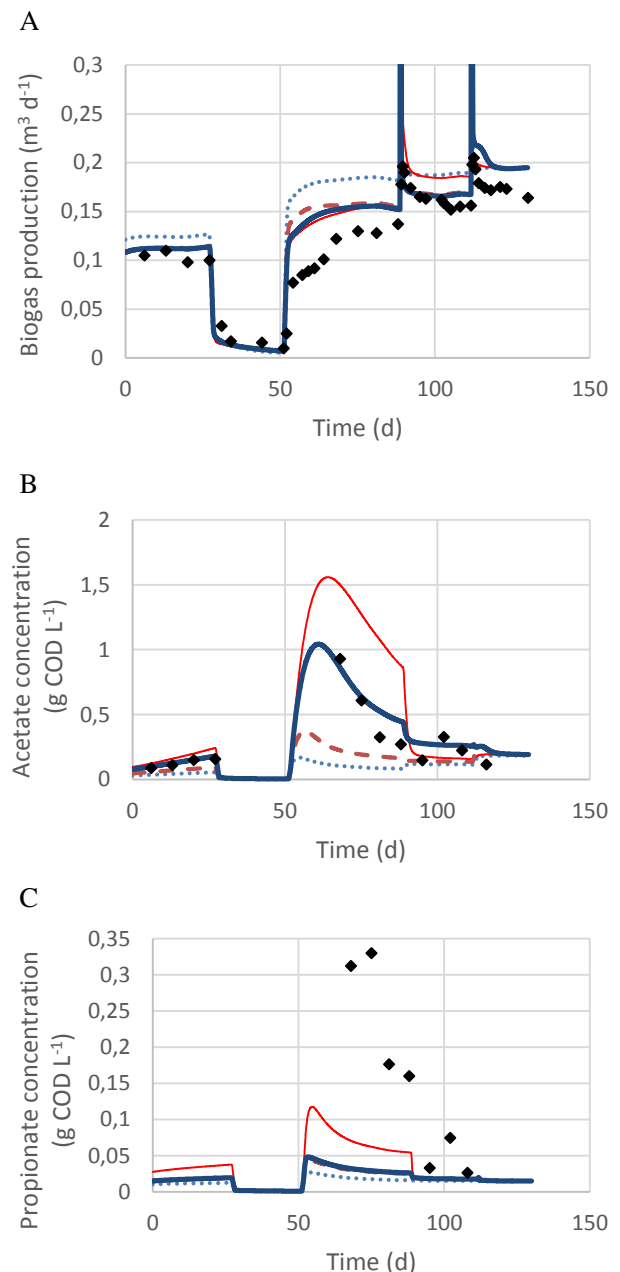 A
Biogas production (m³ d⁻¹)
0,3
0,25
0,2
0,15
0,1
0,05
0
0 50 100 150
Time (d)
B
Acetate concentration
(g COD L⁻¹)
2
1,5
1
0,5
0
0 50 100 150
Time (d)
C
Propionate concentration
(g COD L⁻¹)
0,35
0,3
0,25
0,2
0,15
0,1
0,05
0
0 50 100 150
Time (d)